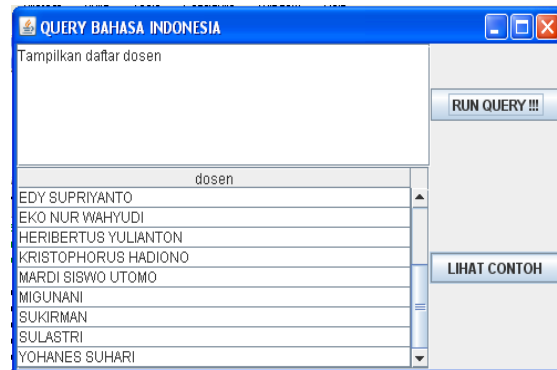 QUERY BAHASA INDONESIA
Tampilkan daftar dosen
RUN QUERY !!!
dosen
EDY SUPRIYANTO
EKO NUR WAHYUDI
HERIBERTUS YULIANTON
KRISTOPHORUS HADIONO
MARDI SISWO UTOMO
MIGUNANI
SUKIRMAN
SULASTRI
YOHANES SUHARI
LIHAT CONTOH